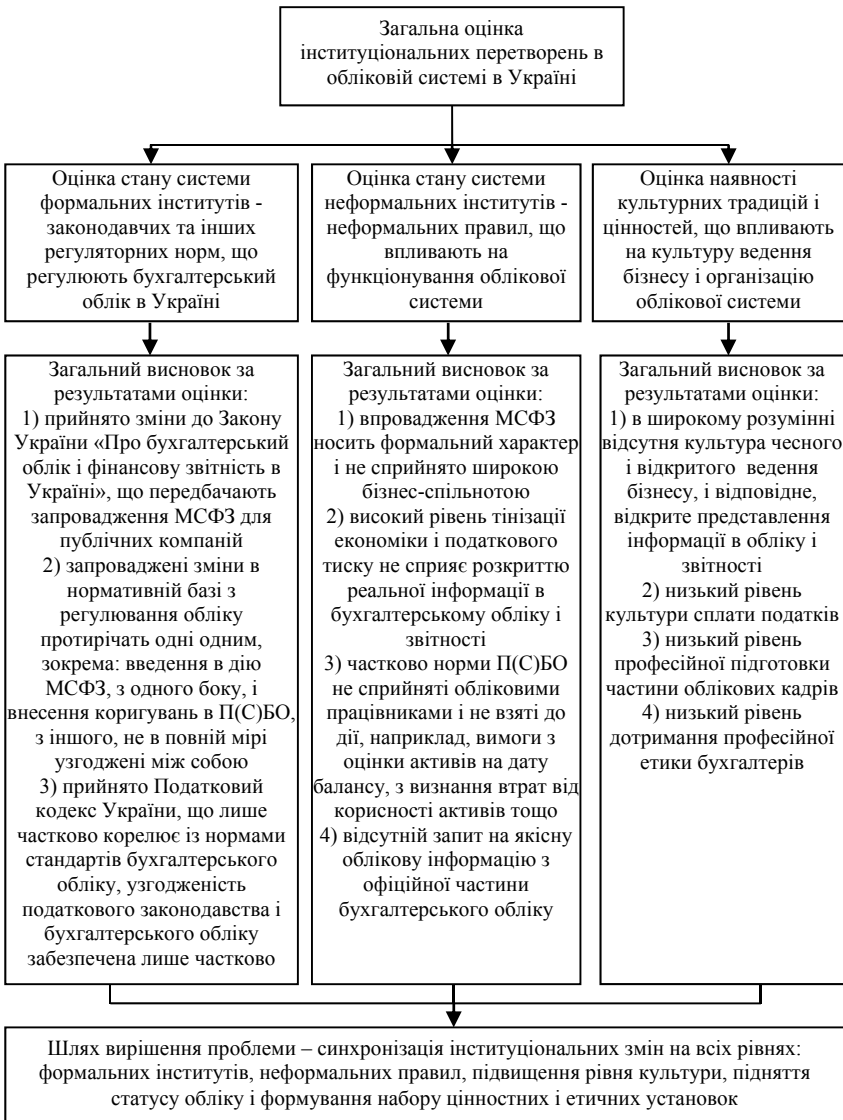 Загальна оцінка
інституціональних перетворень в
обліковій системі в Україні
Оцінка стану системи
формальних інститутів -
законодавчих та інших
регуляторних норм, що
регулюють бухгалтерський
облік в Україні
Оцінка стану системи
неформальних інститутів -
неформальних правил, що
впливають на
функціонування облікової
системи
Оцінка наявності
культурних традицій і
цінностей, що впливають
на культуру ведення
бізнесу і організацію
облікової системи
Загальний висновок за
результатами оцінки:
1) прийнято зміни до Закону
України «Про бухгалтерський
облік і фінансову звітність в
Україні», що передбачають
запровадження МСФЗ для
публічних компаній
2) запроваджені зміни в
нормативній базі з
регулювання обліку
протирічать одні одним,
зокрема: введення в дію
МСФЗ, з одного боку, і
внесення коригувань в П(С)БО,
з іншого, не в повній мірі
узгоджені між собою
3) прийнято Податковий
кодекс України, що лише
частково корелює із нормами
стандартів бухгалтерського
обліку, узгодженість
податкового законодавства і
бухгалтерського обліку
забезпечена лише частково
Загальний висновок за
результатами оцінки:
1) впровадження МСФЗ
носить формальний характер
і не сприйнято широкою
бізнес-спільнотою
2) високий рівень тінізації
економіки і податкового
тиску не сприяє розкриттю
реальної інформації в
бухгалтерському обліку і
звітності
3) частково норми П(С)БО
не сприйняті обліковими
працівниками і не взяті до
дії, наприклад, вимоги з
оцінки активів на дату
балансу, з визнання втрат від
корисності активів тощо
4) відсутній запит на якісну
облікову інформацію з
офіційної частини
бухгалтерського обліку
Загальний висновок за
результатами оцінки:
1) в широкому розумінні
відсутня культура чесного
і відкритого ведення
бізнесу, і відповідне,
відкрите представлення
інформації в обліку і
звітності
2) низький рівень
культури сплати податків
3) низький рівень
професійної підготовки
частини облікових кадрів
4) низький рівень
дотримання професійної
етики бухгалтерів
Шлях вирішення проблеми – синхронізація інституціональних змін на всіх рівнях:
формальних інститутів, неформальних правил, підвищення рівня культури, підняття
статусу обліку і формування набору цінностних і етичних установок